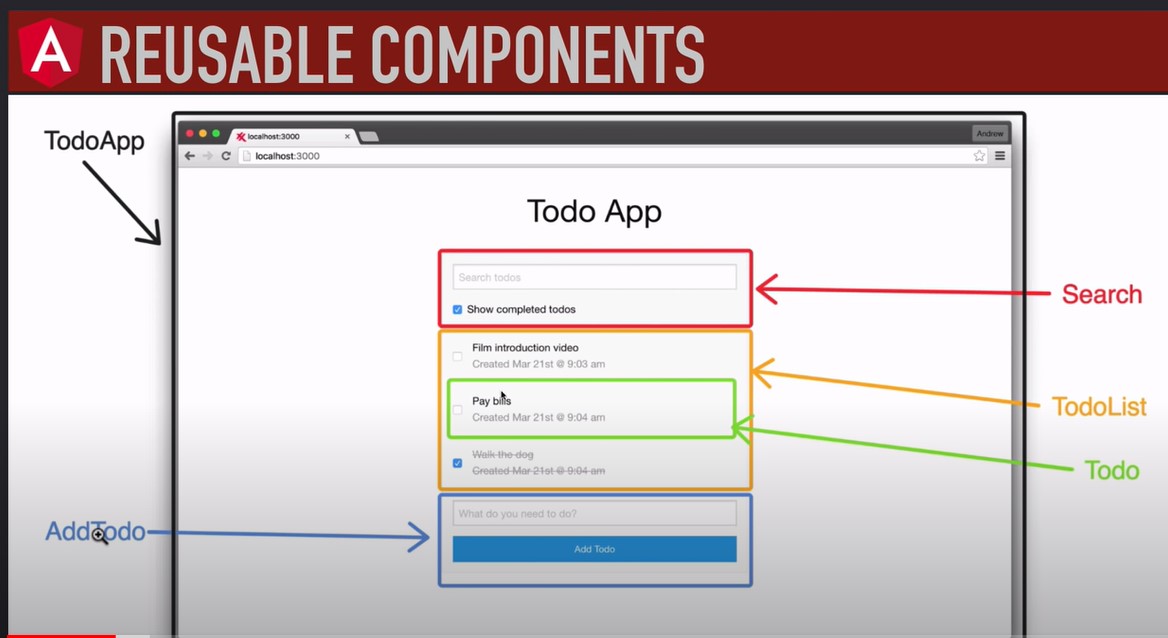 A REUSABLE COMPONENTS
TodoApp
localhost:3000
Andrew
localhost:3000
Todo App
Search todos
Show completed todos
Search
Film introduction video
Created Mar 21st @ 9:03 am
Pay bills
Created Mar 21st @ 9:04 am
TodoList
Todo
Walk the dog
Created Mar 21st @ 9:04 am
AddTodo
What do you need to do?
Add Todo